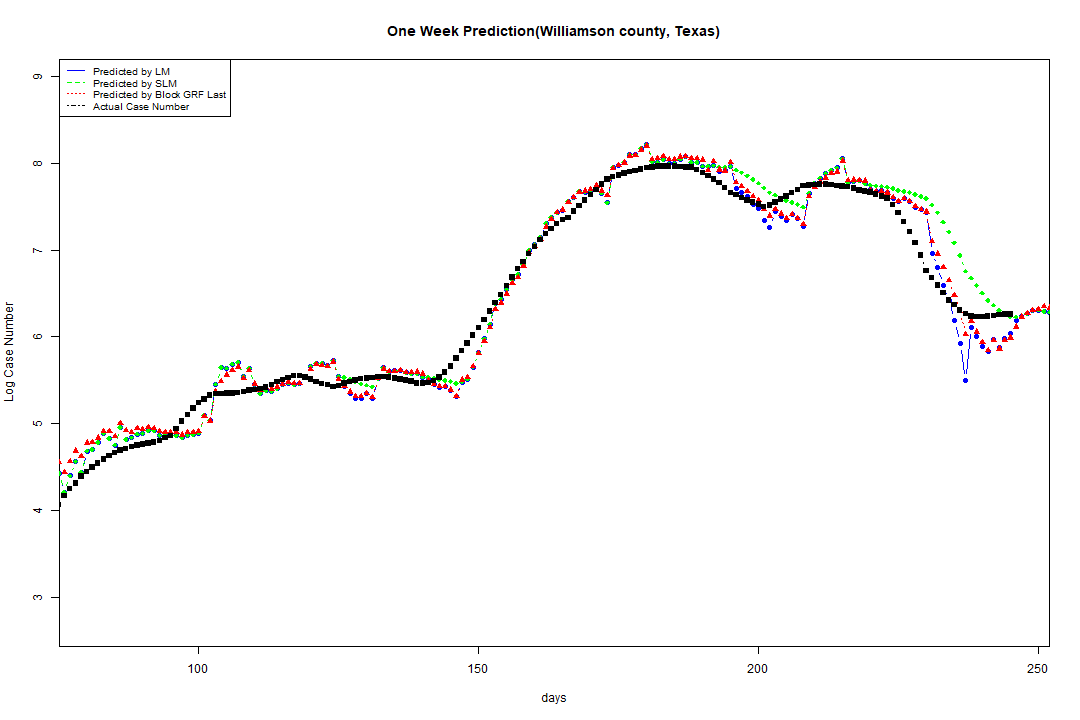 One Week Prediction(Williamson county, Texas)
Predicted by LM
Predicted by SLM
Predicted by Block GRF Last
Actual Case Number
9
8
7
6
5
4
3
Log Case Number
100 150 200 250
days